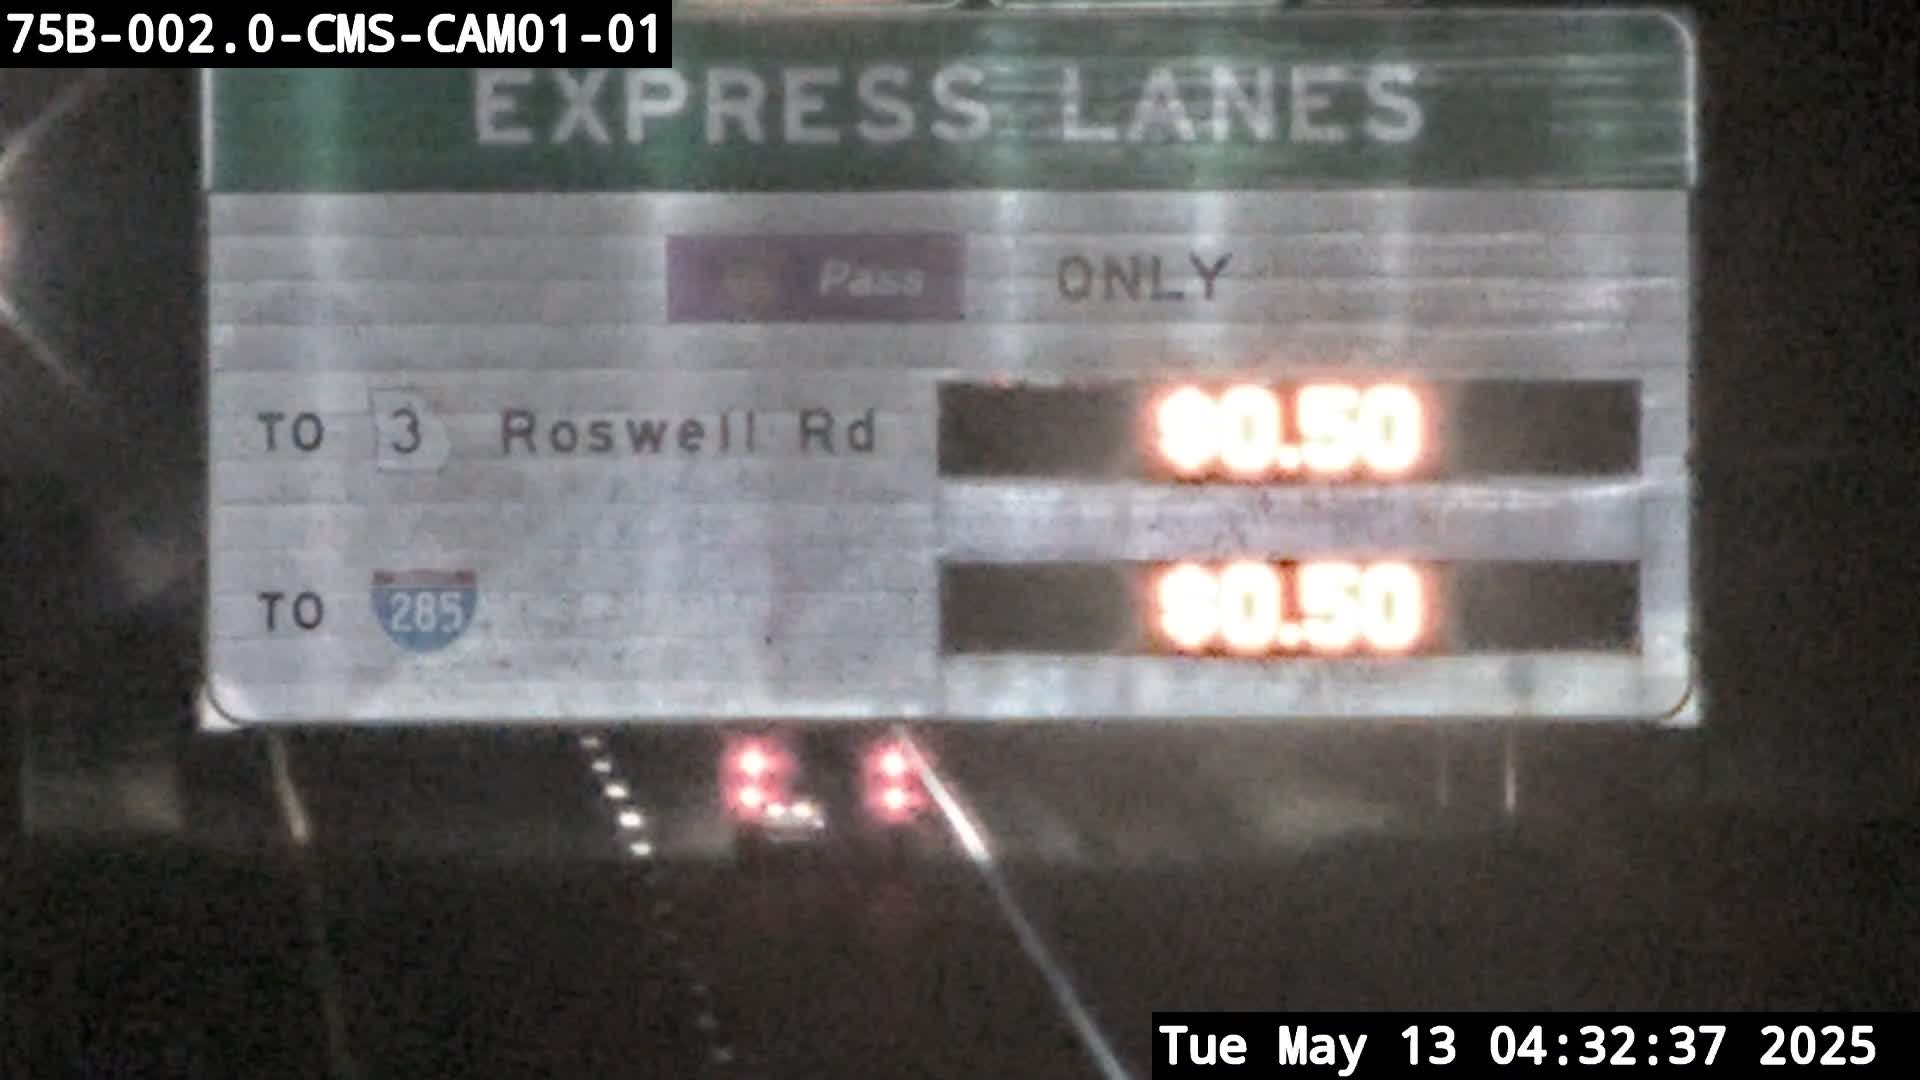 75B-002.0-CMS-CAM01-01
EXPRESS LANES
Pass ONLY
TO 3 Roswell Rd $0.50
TO 285 $0.50
Tue May 13 04:32:37 2025